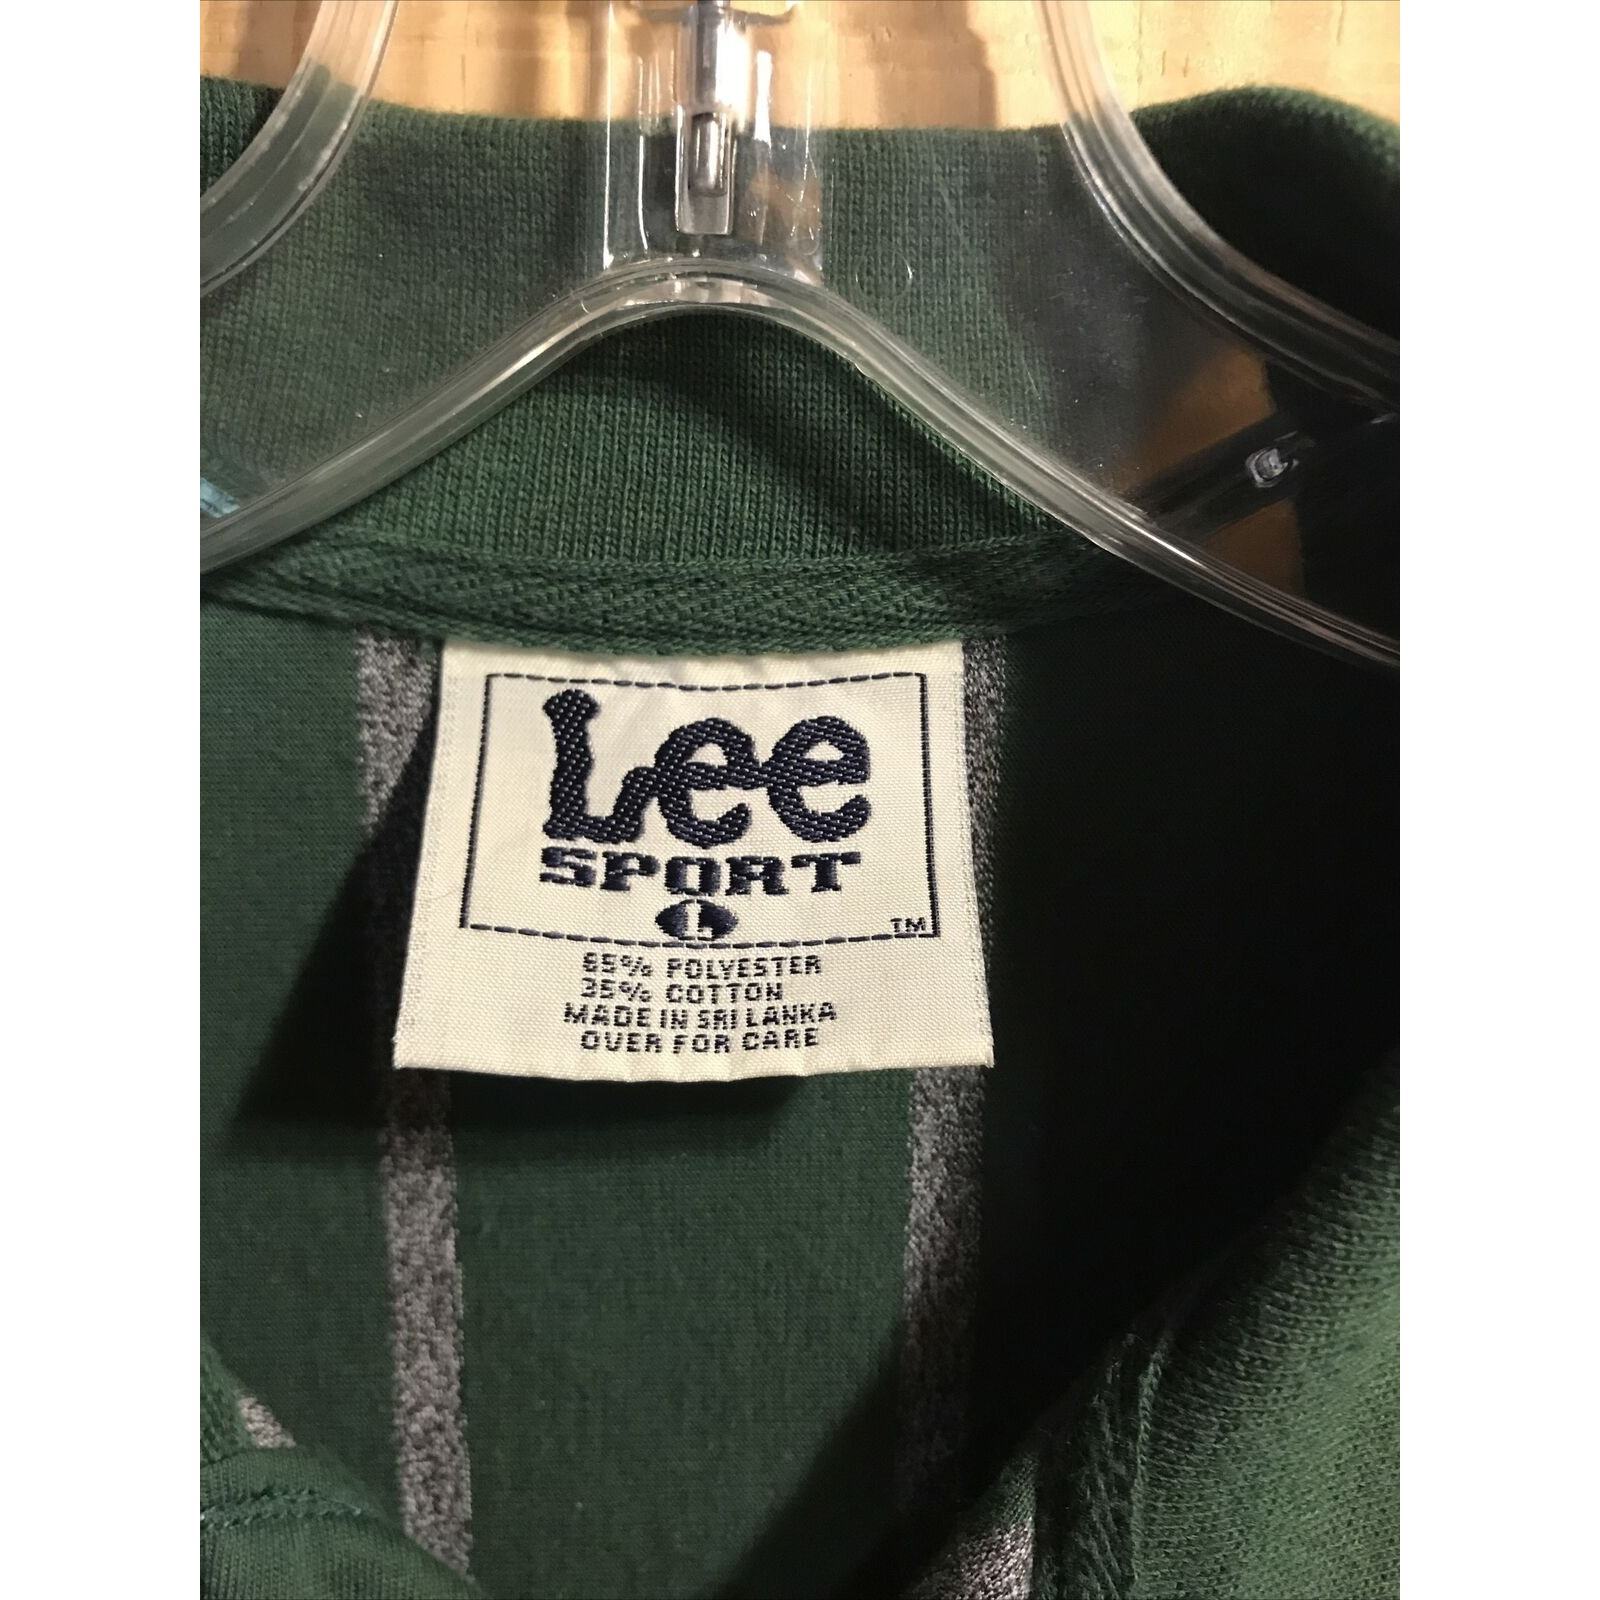 Lee
SPORT
L
TM
65% POLYESTER
35% COTTON
MADE IN SRI LANKA
OVER FOR CARE